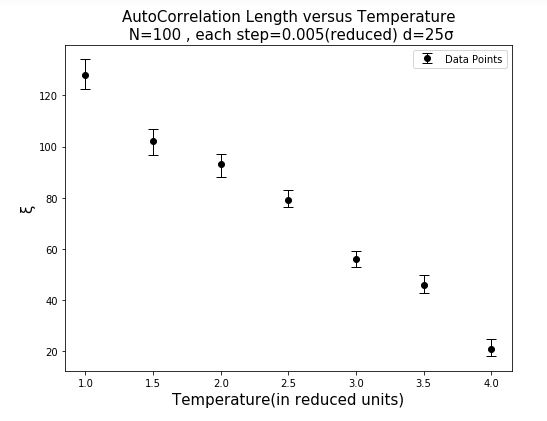 AutoCorrelation Length versus Temperature
N=100 , each step=0.005(reduced) d=25σ
Data Points
120
100
80
60
40
20
ξ
1.0 1.5 2.0 2.5 3.0 3.5 4.0
Temperature(in reduced units)